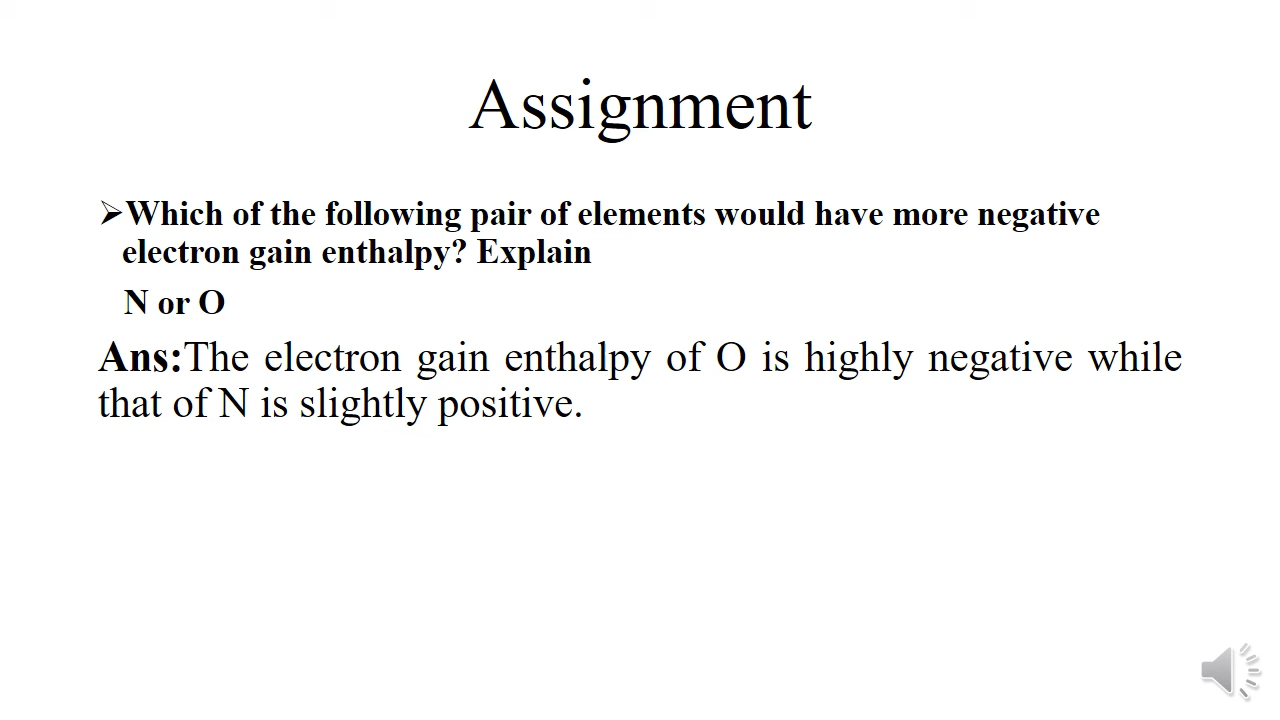 Assignment
➢Which of the following pair of elements would have more negative
electron gain enthalpy? Explain
N or O
Ans:The electron gain enthalpy of O is highly negative while
that of N is slightly positive.